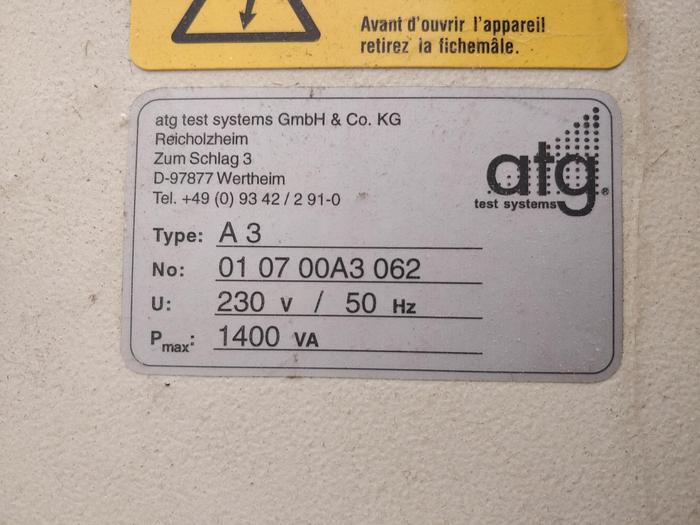 Avant d'ouvrir l'appareil
retirez la fichemâle.
atg test systems GmbH & Co. KG
Reicholzheim
Zum Schlag 3
D-97877 Wertheim
Tel. +49 (0) 93 42 / 2 91-0
atg®
test systems
Type: A 3
No: 01 07 00A3 062
U: 230 V / 50 Hz
Pmax: 1400 VA